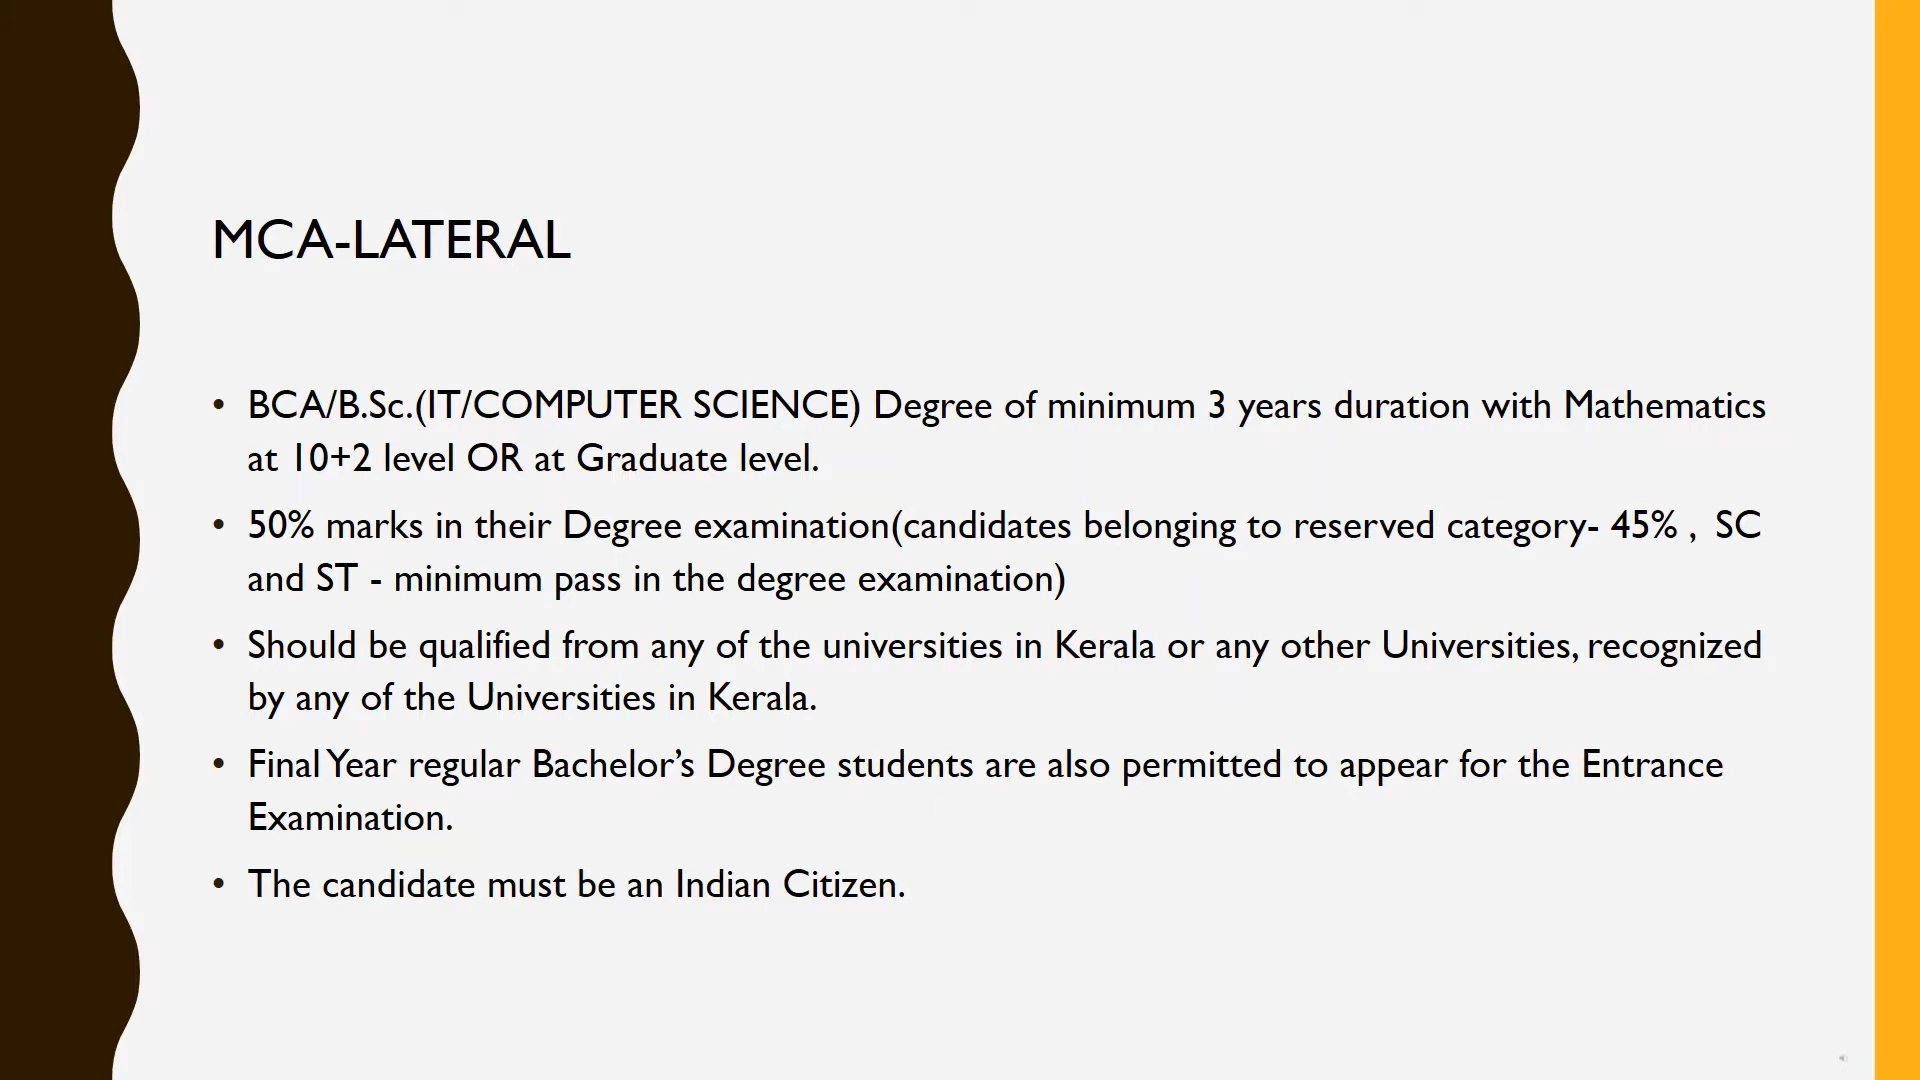 MCA-LATERAL
• BCA/B.Sc.(IT/COMPUTER SCIENCE) Degree of minimum 3 years duration with Mathematics
at 10+2 level OR at Graduate level.
• 50% marks in their Degree examination(candidates belonging to reserved category- 45% , SC
and ST - minimum pass in the degree examination)
• Should be qualified from any of the universities in Kerala or any other Universities, recognized
by any of the Universities in Kerala.
• Final Year regular Bachelor’s Degree students are also permitted to appear for the Entrance
Examination.
• The candidate must be an Indian Citizen.